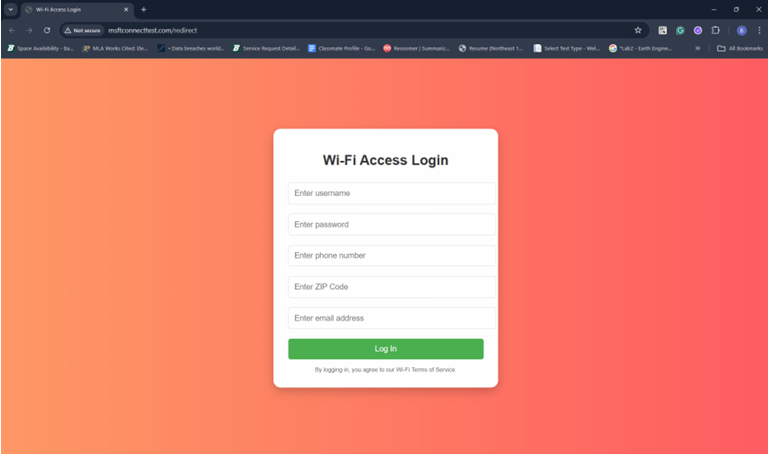 Wi-Fi Access Login
Not secure msftconnecttest.com/redirect
Space Availability - Ba... MLA Works Cited: Ele... • Data breaches world... Service Request Detail... Classmate Profile - Go... Resoomer | Summariz... Resume (Northeast 1... Select Test Type - Wel... *Lab2 - Earth Engine... » All Bookmarks
Wi-Fi Access Login
Enter username
Enter password
Enter phone number
Enter ZIP Code
Enter email address
Log In
By logging in, you agree to our Wi-Fi Terms of Service.